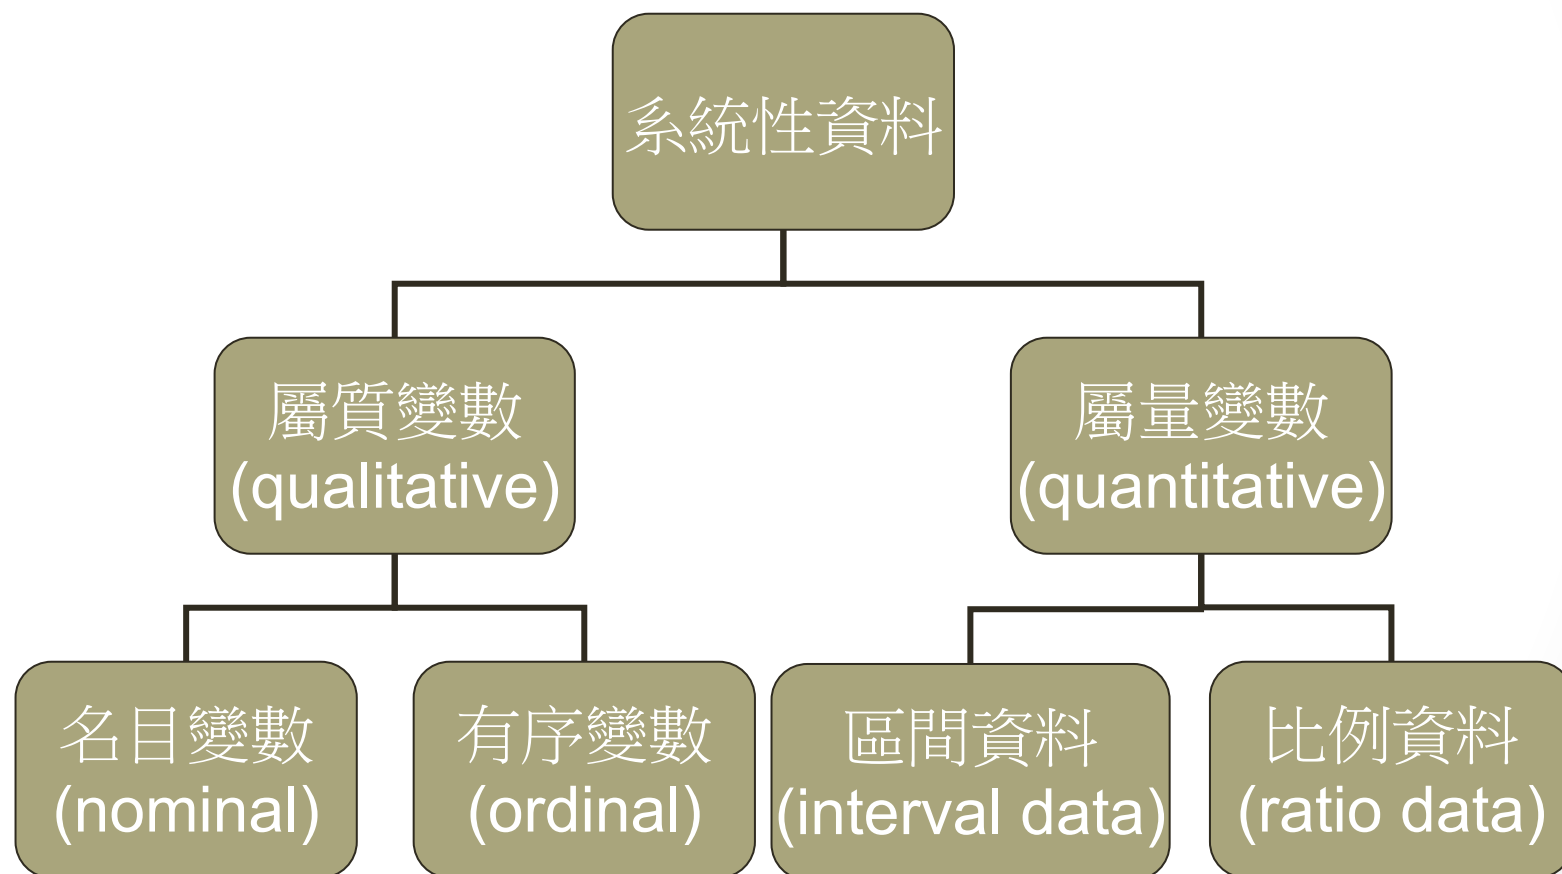 系統性資料
屬質變數
(qualitative)
屬量變數
(quantitative)
名目變數
(nominal)
有序變數
(ordinal)
區間資料
(interval data)
比例資料
(ratio data)